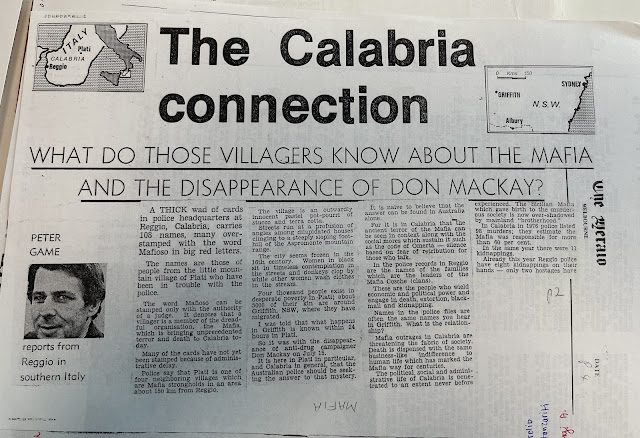 The Calabria
connection
ITALY
Plati
CALABRIA
Reggio
0 Kms 150
SYDNEY
GRIFFITH
N.S.W.
Albury
WHAT DO THOSE VILLAGERS KNOW ABOUT THE MAFIA
AND THE DISAPPEARANCE OF DON MACKAY?
PETER
GAME
reports from
Reggio in
southern Italy
A THICK wad of cards
in police headquarters at
Reggio, Calabria, carries
105 names, many over-
stamped with the word
Mafioso in big red letters.
The names are those of
people from the little moun-
tain village of Plati who have
been in trouble with the
police.
The word Mafioso can be
stamped only with the authority
of a judge. It denotes that a
villager is a member of the dread-
ful organisation, the Mafia,
which is bringing unprecedented
terror and death to Calabria to-
day.
Many of the cards have not yet
been stamped because of adminis-
trative delay.
Police say that Plati is one of
four neighboring villages which
are Mafia strongholds in an area
about 150 km from Reggio.
The village is an outwardly
innocent pastel pot-pourri of
stucco and terra cotta.
Streets run at a profusion of
angles among dingy
houses
clinging to a
hill of the Aspromonte mountain
The city seems frozen in the
16th century. Women in black
sit in timeless contemplation in
the streets and doorways clop by
while other women wash clothes
in the stream.
Four thousand people exist in
desperate poverty in Plati; about
of their kin are around
Griffith, NSW, where they have
migrated.
I was told that what happens
in Griffith is known within 24
hours in Plati.
So it was with the disappear-
ance of anti-drug campaigner
Don Mackay on July 15.
It is here in Plati in particular,
and Calabria in general, that the
Australian police should be seek-
ing the answer to that mystery.
It is naive to believe that the
answer can be found in Australia
alone.
For it is in Calabria that the
ancient terror of the Mafia can
be seen in context along with the
social mores which sustain it such
as the code of Omerta — silence
based on fear of retribution for
those who talk.
In the police records in Reggio
are the names of the families
which are the leaders of the
Mafia Cosche (clans).
These are the people who wield
economic and political power and
engage in death, extortion, black-
mail and kidnapping.
Names in the police files are
often the same names you hear
in Griffith. What is the relation-
ship?
Mafia outrages in Calabria are
threatening the fabric of society.
Death is dispensed with the same
business-like indifference to
human life which has marked the
Mafia way for centuries.
The political, social and admini-
strative life of Calabria is pene-
trated to an extent never before
experienced. The Sicilian Mafia
which gave birth to the murder-
ous society is now over-shadowed
by mainland "brotherhood."
In Calabria in 1976 police listed
murders; they estimate the
Mafia was responsible for more
than 60 per cent.
In the same year there were 11
kidnappings.
Already this year Reggio police
have kidnappings on their
hands — only two hostages have
MELBOURNE
DATE
P2
MAFIA